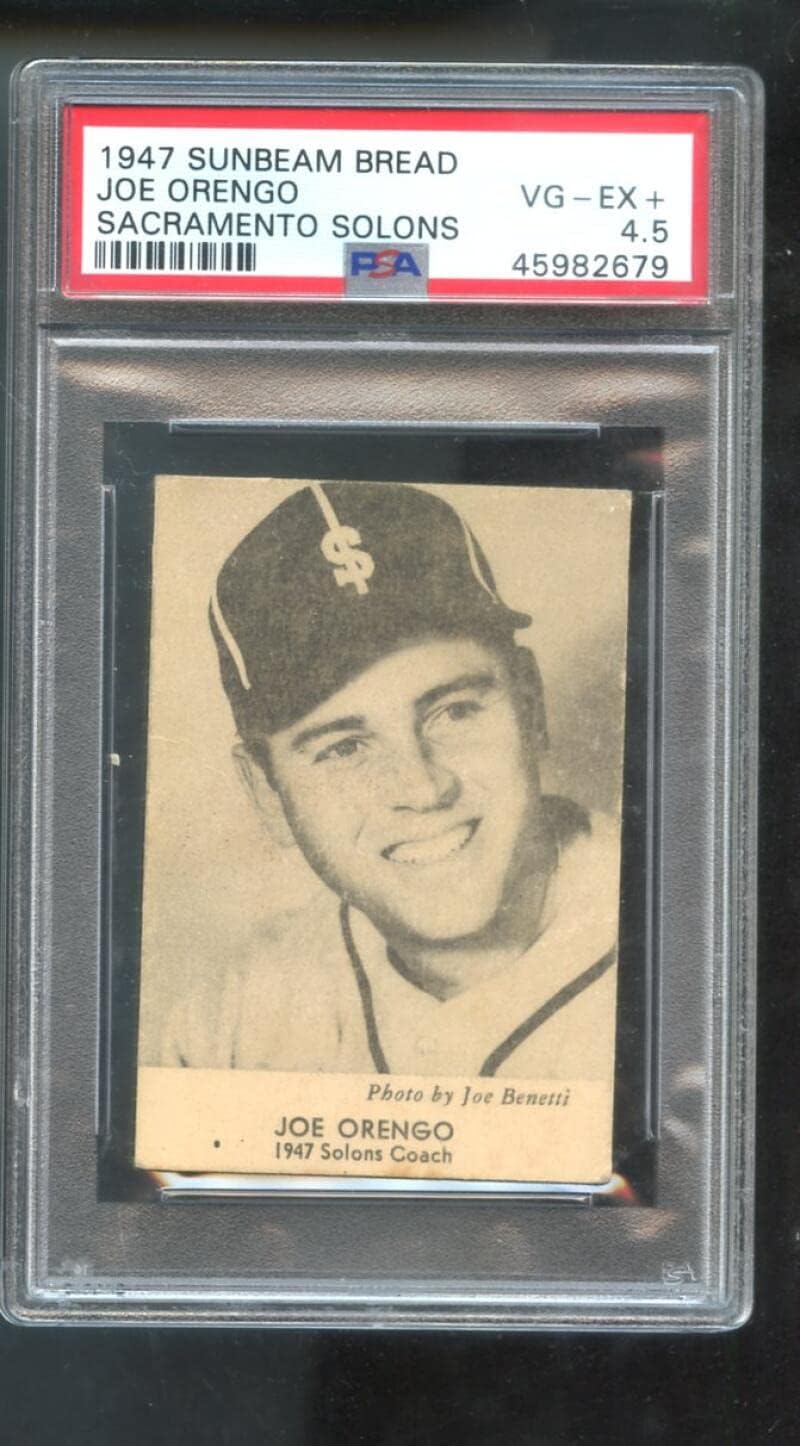 1947 SUNBEAM BREAD
JOE ORENGO
SACRAMENTO SOLONS
VG-EX+
4.5
45982679
PSA
S
Photo by Joe Benetti
JOE ORENGO
1947 Solons Coach